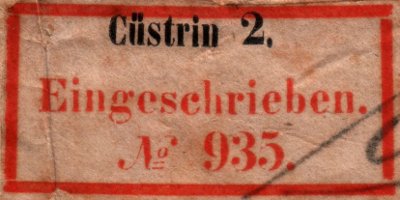 Cüstrin 2.
Eingeschrieben.
№ 935.